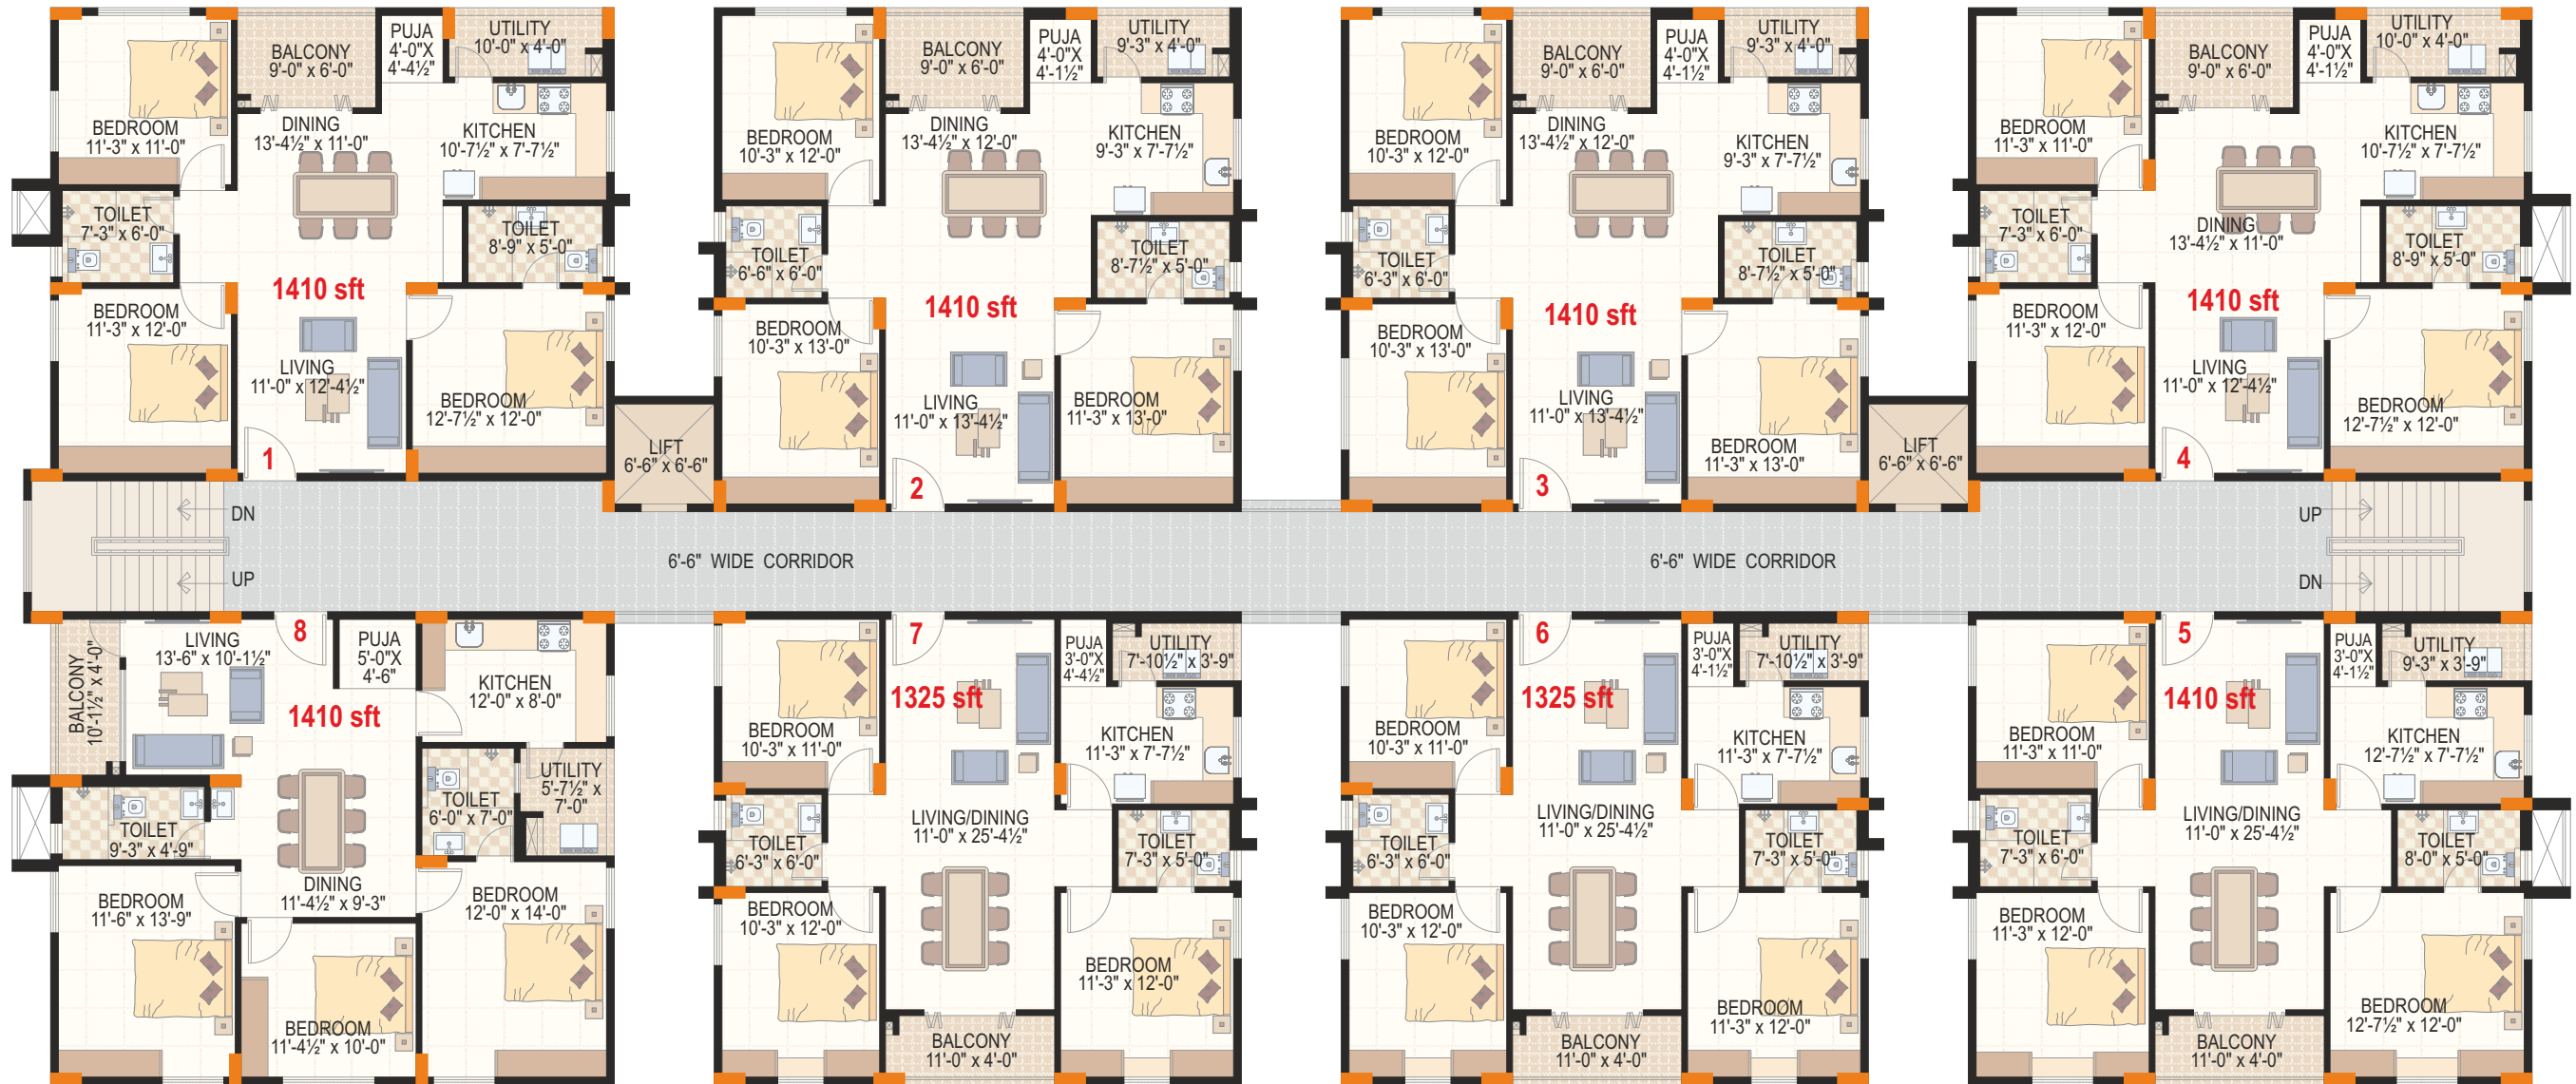 BEDROOM
11'-3" x 11'-0"
BALCONY
9'-0" x 6'-0"
PUJA
4'-0"X
4'-4½"
UTILITY
10'-0" x 4'-0"
DINING
13'-4½" x 11'-0"
KITCHEN
10'-7½" x 7'-7½"
TOILET
7'-3" x 6'-0"
TOILET
8'-9" x 5'-0"
1410 sft
BEDROOM
11'-3" x 12'-0"
LIVING
11'-0" x 12'-4½"
BEDROOM
12'-7½" x 12'-0"
1
LIFT
6'-6" x 6'-6"
BEDROOM
10'-3" x 12'-0"
BALCONY
9'-0" x 6'-0"
PUJA
4'-0"X
4'-1½"
UTILITY
9'-3" x 4'-0"
DINING
13'-4½" x 12'-0"
KITCHEN
9'-3" x 7'-7½"
TOILET
6'-6" x 6'-0"
TOILET
8'-7½" x 5'-0"
1410 sft
BEDROOM
10'-3" x 13'-0"
LIVING
11'-0" x 13'-4½"
BEDROOM
11'-3" x 13'-0"
2
BEDROOM
10'-3" x 12'-0"
BALCONY
9'-0" x 6'-0"
PUJA
4'-0"X
4'-1½"
UTILITY
9'-3" x 4'-0"
DINING
13'-4½" x 12'-0"
KITCHEN
9'-3" x 7'-7½"
TOILET
6'-3" x 6'-0"
TOILET
8'-7½" x 5'-0"
1410 sft
BEDROOM
10'-3" x 13'-0"
LIVING
11'-0" x 13'-4½"
BEDROOM
11'-3" x 13'-0"
3
LIFT
6'-6" x 6'-6"
BEDROOM
11'-3" x 11'-0"
BALCONY
9'-0" x 6'-0"
PUJA
4'-0"X
4'-1½"
UTILITY
10'-0" x 4'-0"
KITCHEN
10'-7½" x 7'-7½"
TOILET
7'-3" x 6'-0"
DINING
13'-4½" x 11'-0"
TOILET
8'-9" x 5'-0"
1410 sft
BEDROOM
11'-3" x 12'-0"
LIVING
11'-0" x 12'-4½"
BEDROOM
12'-7½" x 12'-0"
4
DN
UP
6'-6" WIDE CORRIDOR
6'-6" WIDE CORRIDOR
UP
DN
8
BALCONY
10'-1½" x 4'-0"
LIVING
13'-6" x 10'-1½"
PUJA
5'-0"X
4'-6"
KITCHEN
12'-0" x 8'-0"
1410 sft
TOILET
9'-3" x 4'-9"
TOILET
6'-0" x 7'-0"
UTILITY
5'-7½" x
7'-0"
DINING
11'-4½" x 9'-3"
BEDROOM
11'-6" x 13'-9"
BEDROOM
12'-0" x 14'-0"
BEDROOM
11'-4½" x 10'-0"
7
PUJA
3'-0"X
4'-4½"
UTILITY
7'-10½" x 3'-9"
1325 sft
BEDROOM
10'-3" x 11'-0"
KITCHEN
11'-3" x 7'-7½"
LIVING/DINING
11'-0" x 25'-4½"
TOILET
6'-3" x 6'-0"
TOILET
7'-3" x 5'-0"
BEDROOM
10'-3" x 12'-0"
BEDROOM
11'-3" x 12'-0"
BALCONY
11'-0" x 4'-0"
6
PUJA
3'-0"X
4'-1½"
UTILITY
7'-10½" x 3'-9"
1325 sft
BEDROOM
10'-3" x 11'-0"
KITCHEN
11'-3" x 7'-7½"
LIVING/DINING
11'-0" x 25'-4½"
TOILET
6'-3" x 6'-0"
TOILET
7'-3" x 5'-0"
BEDROOM
10'-3" x 12'-0"
BEDROOM
11'-3" x 12'-0"
BALCONY
11'-0" x 4'-0"
5
PUJA
3'-0"X
4'-1½"
UTILITY
9'-3" x 3'-9"
1410 sft
BEDROOM
11'-3" x 11'-0"
KITCHEN
12'-7½" x 7'-7½"
LIVING/DINING
11'-0" x 25'-4½"
TOILET
7'-3" x 6'-0"
TOILET
8'-0" x 5'-0"
BEDROOM
11'-3" x 12'-0"
BEDROOM
12'-7½" x 12'-0"
BALCONY
11'-0" x 4'-0"